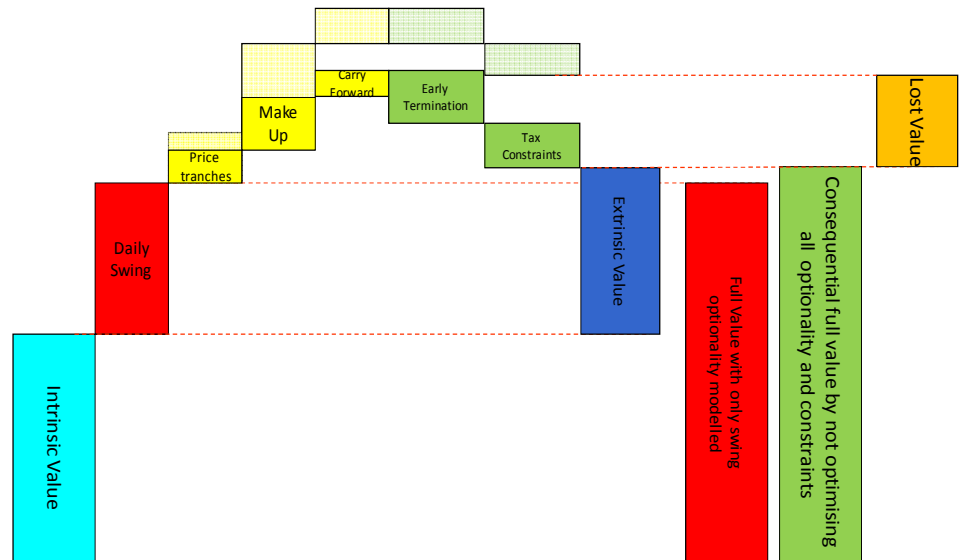 Intrinsic Value
Daily
Swing
Price
tranches
Make
Up
Carry
Forward
Early
Termination
Tax
Constraints
Extrinsic Value
Full Value with only swing
optionality modelled
Consequential full value by not optimising
all optionality and constraints
Lost Value